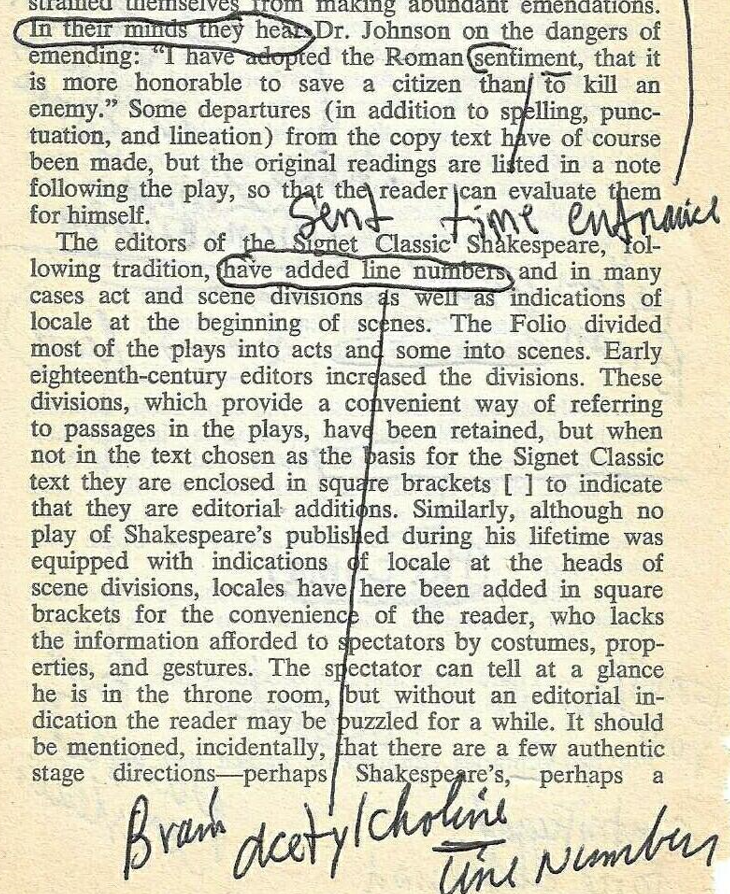 strained themselves from making abundant emendations.
In their minds they hear Dr. Johnson on the dangers of
emending: “I have adopted the Roman sentiment, that it
is more honorable to save a citizen than to kill an
enemy.” Some departures (in addition to spelling, punc-
tuation, and lineation) from the copy text have of course
been made, but the original readings are listed in a note
following the play, so that the reader can evaluate them
for himself.
Sent time entrance
The editors of the Signet Classic Shakespeare, fol-
lowing tradition, have added line numbers, and in many
cases act and scene divisions as well as indications of
locale at the beginning of scenes. The Folio divided
most of the plays into acts and some into scenes. Early
eighteenth-century editors increased the divisions. These
divisions, which provide a convenient way of referring
to passages in the plays, have been retained, but when
not in the text chosen as the basis for the Signet Classic
text they are enclosed in square brackets [ ] to indicate
that they are editorial additions. Similarly, although no
play of Shakespeare’s published during his lifetime was
equipped with indications of locale at the heads of
scene divisions, locales have here been added in square
brackets for the convenience of the reader, who lacks
the information afforded to spectators by costumes, prop-
erties, and gestures. The spectator can tell at a glance
he is in the throne room, but without an editorial in-
dication the reader may be puzzled for a while. It should
be mentioned, incidentally, that there are a few authentic
stage directions—perhaps Shakespeare’s, perhaps a
Brain acetylcholine
Line Numbers